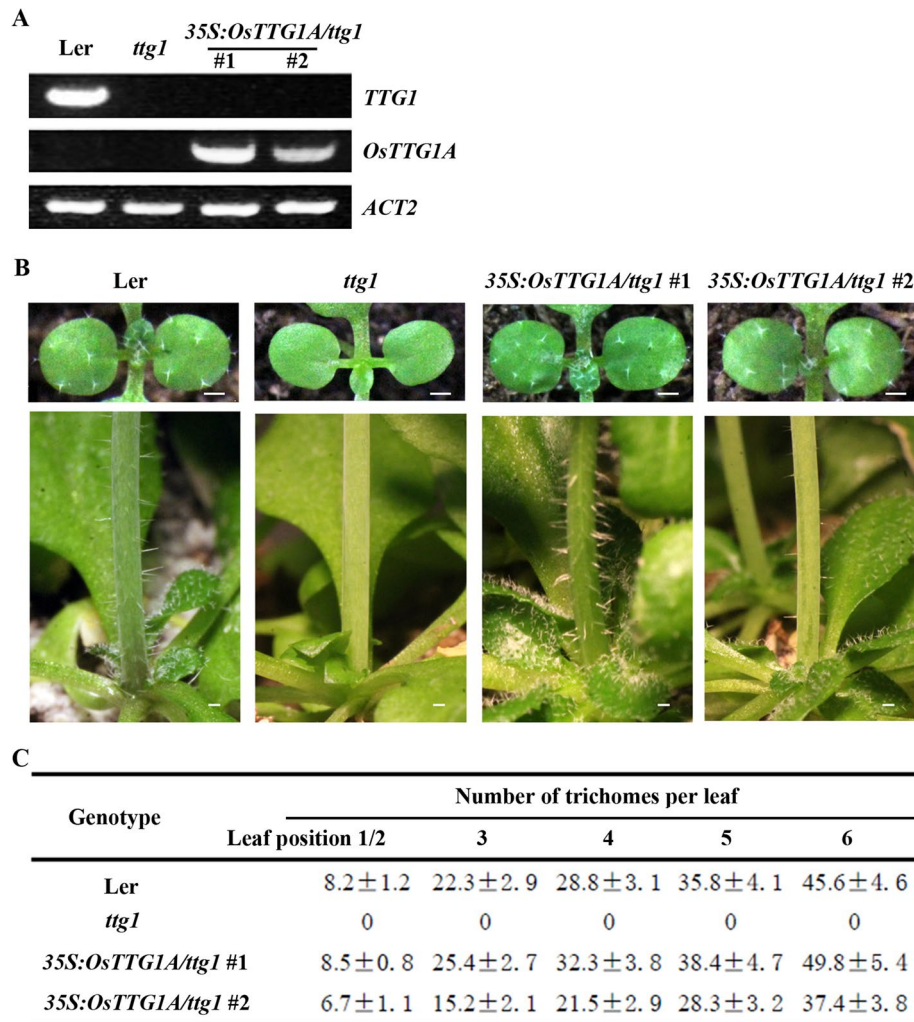 A
Ler ttg1 35S:OsTTG1A/ttg1
#1 #2
TTG1
OsTTG1A
ACT2
B
Ler ttg1 35S:OsTTG1A/ttg1 #1 35S:OsTTG1A/ttg1 #2
C
Genotype Number of trichomes per leaf
Leaf position 1/2 3 4 5 6
Ler 8.2±1.2 22.3±2.9 28.8±3.1 35.8±4.1 45.6±4.6
ttg1 0 0 0 0 0
35S:OsTTG1A/ttg1 #1 8.5±0.8 25.4±2.7 32.3±3.8 38.4±4.7 49.8±5.4
35S:OsTTG1A/ttg1 #2 6.7±1.1 15.2±2.1 21.5±2.9 28.3±3.2 37.4±3.8